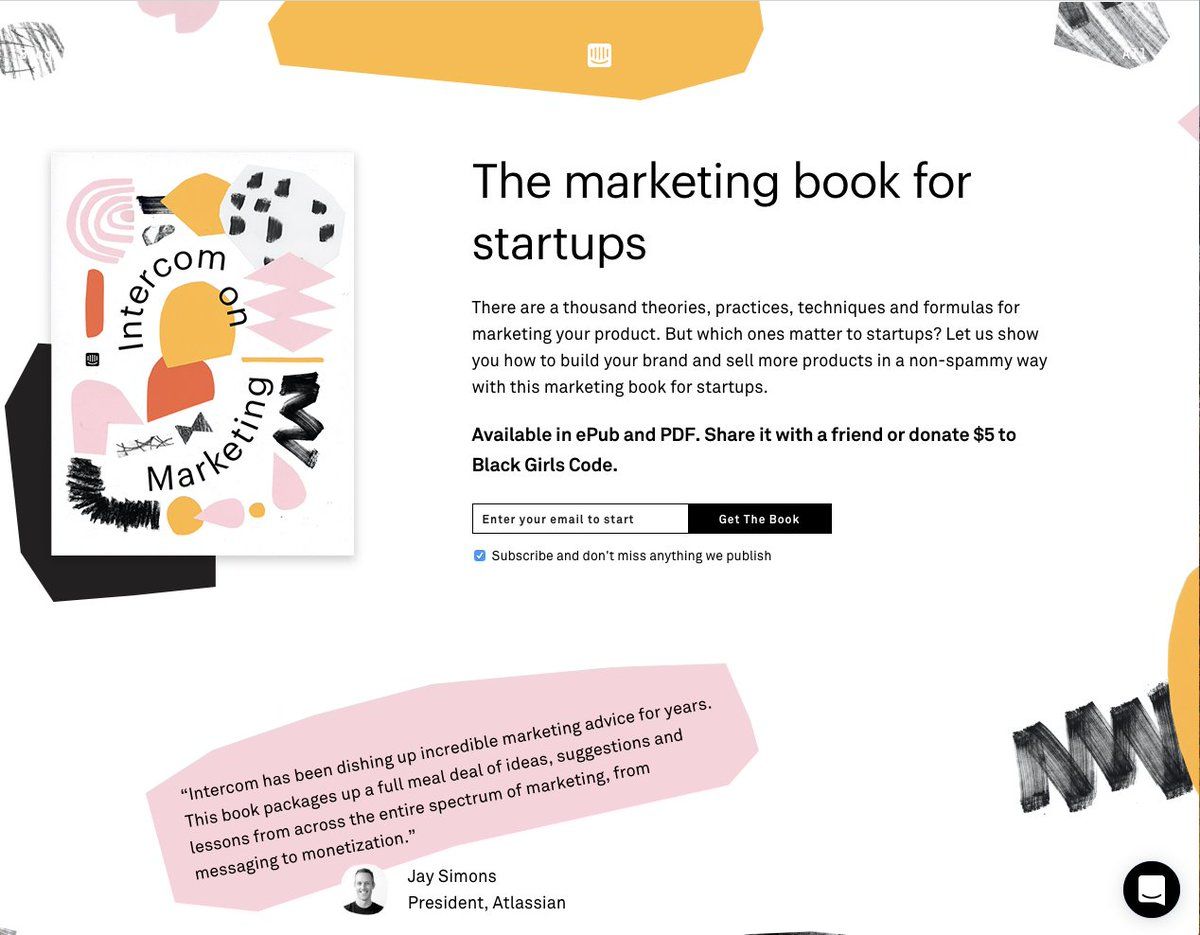 Intercom
on
Marketing
The marketing book for
startups
There are a thousand theories, practices, techniques and formulas for
marketing your product. But which ones matter to startups? Let us show
you how to build your brand and sell more products in a non-spammy way
with this marketing book for startups.
Available in ePub and PDF. Share it with a friend or donate $5 to
Black Girls Code.
Enter your email to start
Get The Book
Subscribe and don't miss anything we publish
“Intercom has been dishing up incredible marketing advice for years.
This book packages up a full meal deal of ideas, suggestions and
lessons from across the entire spectrum of marketing, from
messaging to monetization.”
Jay Simons
President, Atlassian